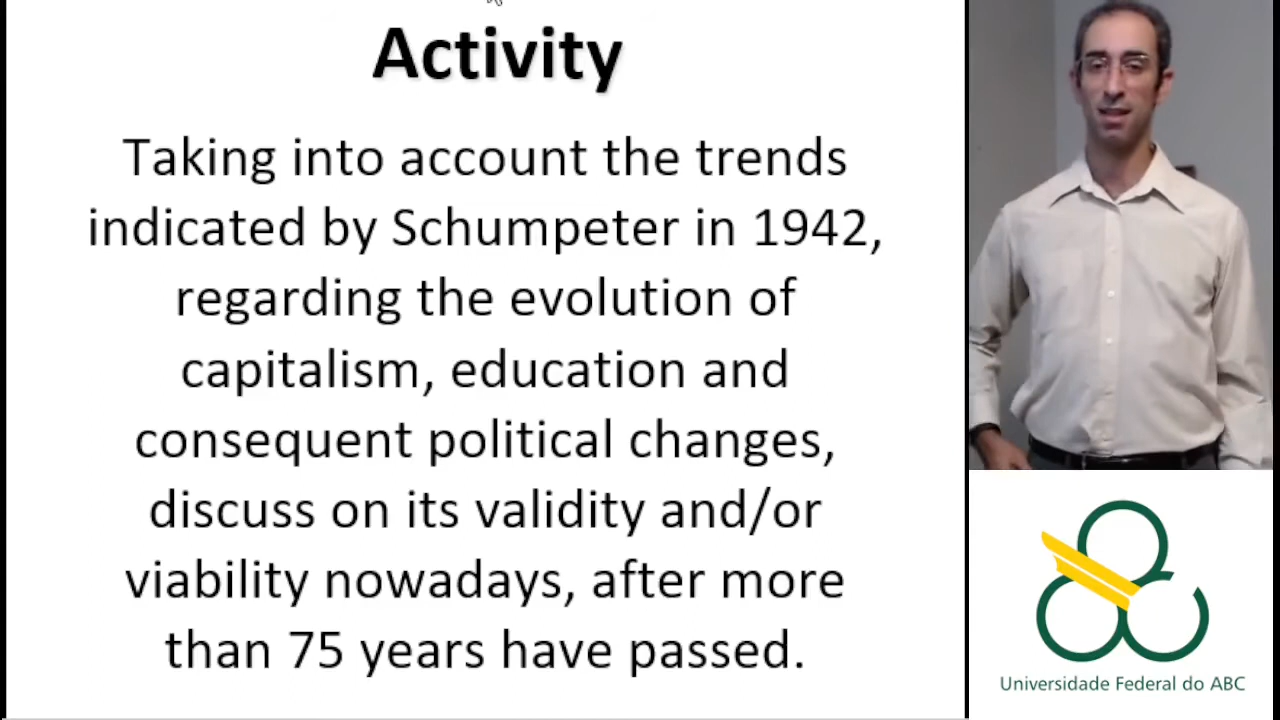 Activity
Taking into account the trends
indicated by Schumpeter in 1942,
regarding the evolution of
capitalism, education and
consequent political changes,
discuss on its validity and/or
viability nowadays, after more
than 75 years have passed.
Universidade Federal do ABC